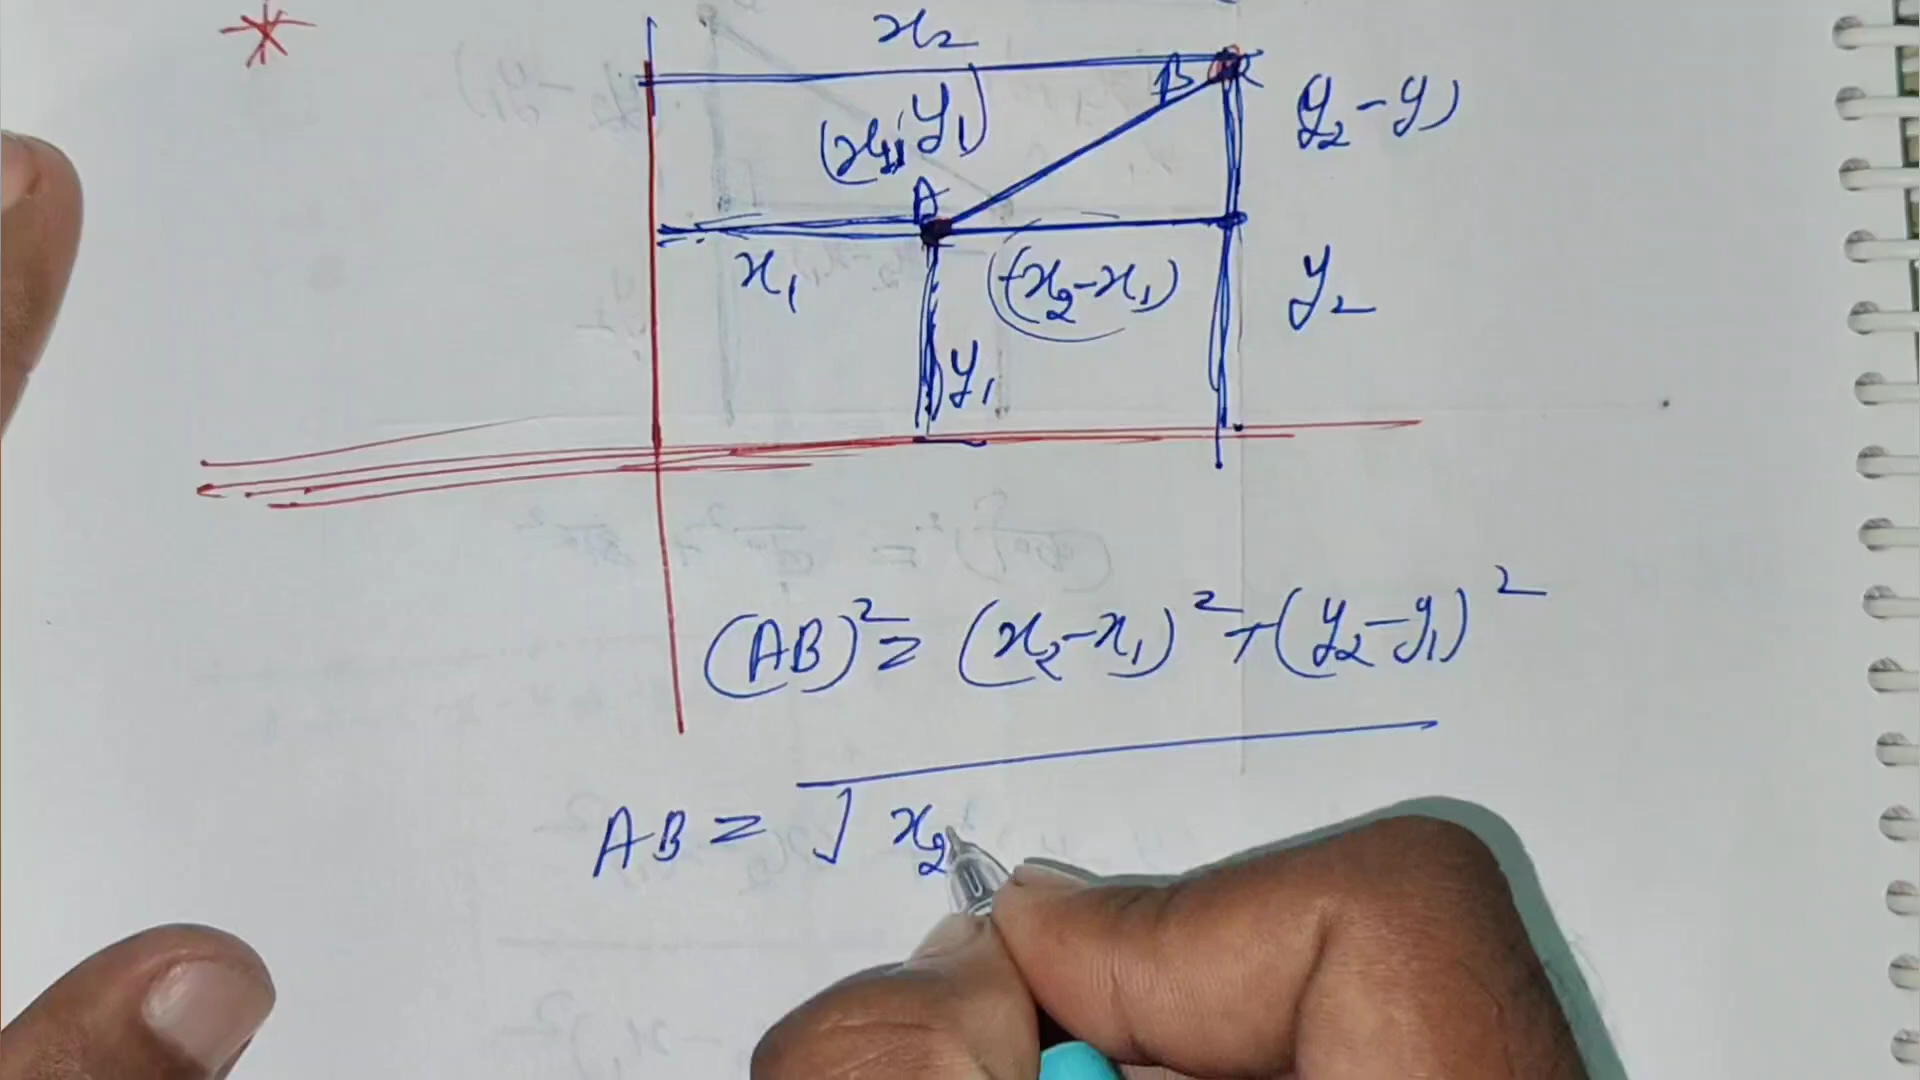 x₂
B
y₂-y)
(x₁, y₁)
A
x₁
(x₂-x₁)
y₂
y₁
(AB)² = (x₂-x₁)² + (y₂-y₁)²
AB = √ x₂